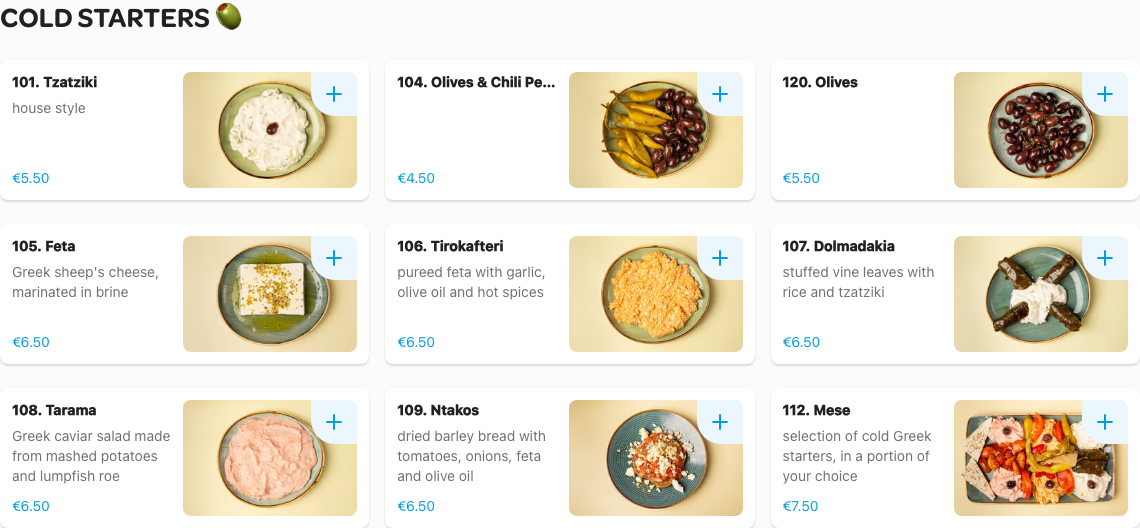 COLD STARTERS
101. Tzatziki
house style
€5.50
104. Olives & Chili Pe...
€4.50
120. Olives
€5.50
105. Feta
Greek sheep's cheese,
marinated in brine
€6.50
106. Tirokafteri
pureed feta with garlic,
olive oil and hot spices
€6.50
107. Dolmadakia
stuffed vine leaves with
rice and tzatziki
€6.50
108. Tarama
Greek caviar salad made
from mashed potatoes
and lumpfish roe
€6.50
109. Ntakos
dried barley bread with
tomatoes, onions, feta
and olive oil
€6.50
112. Mese
selection of cold Greek
starters, in a portion of
your choice
€7.50